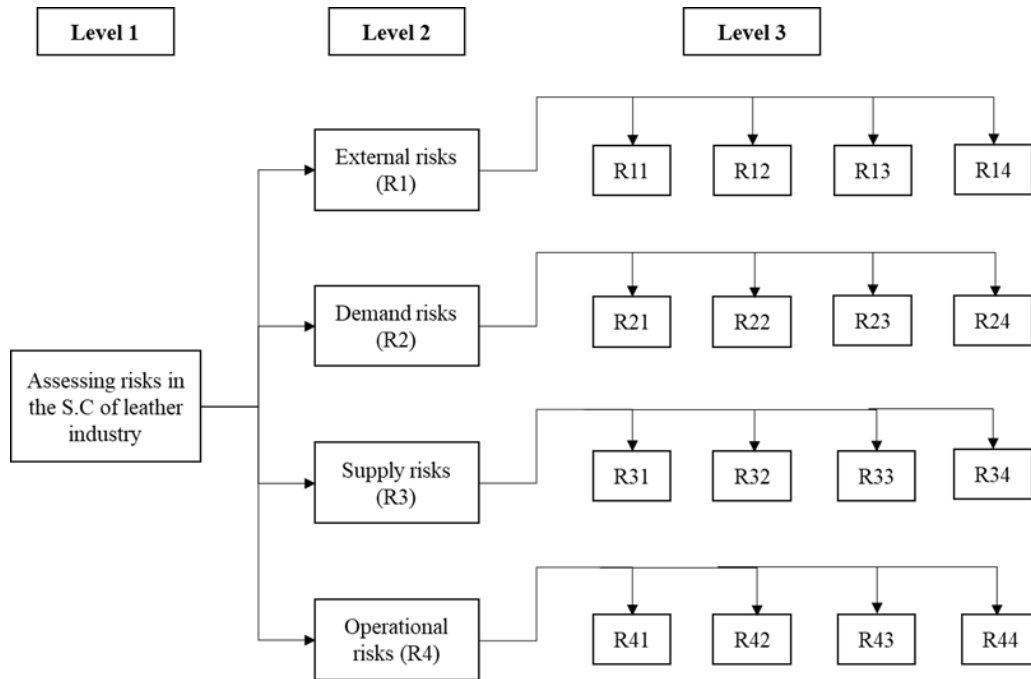 Level 1
Level 2
Level 3
External risks
(R1)
R11
R12
R13
R14
Demand risks
(R2)
R21
R22
R23
R24
Assessing risks in
the S.C of leather
industry
Supply risks
(R3)
R31
R32
R33
R34
Operational
risks (R4)
R41
R42
R43
R44